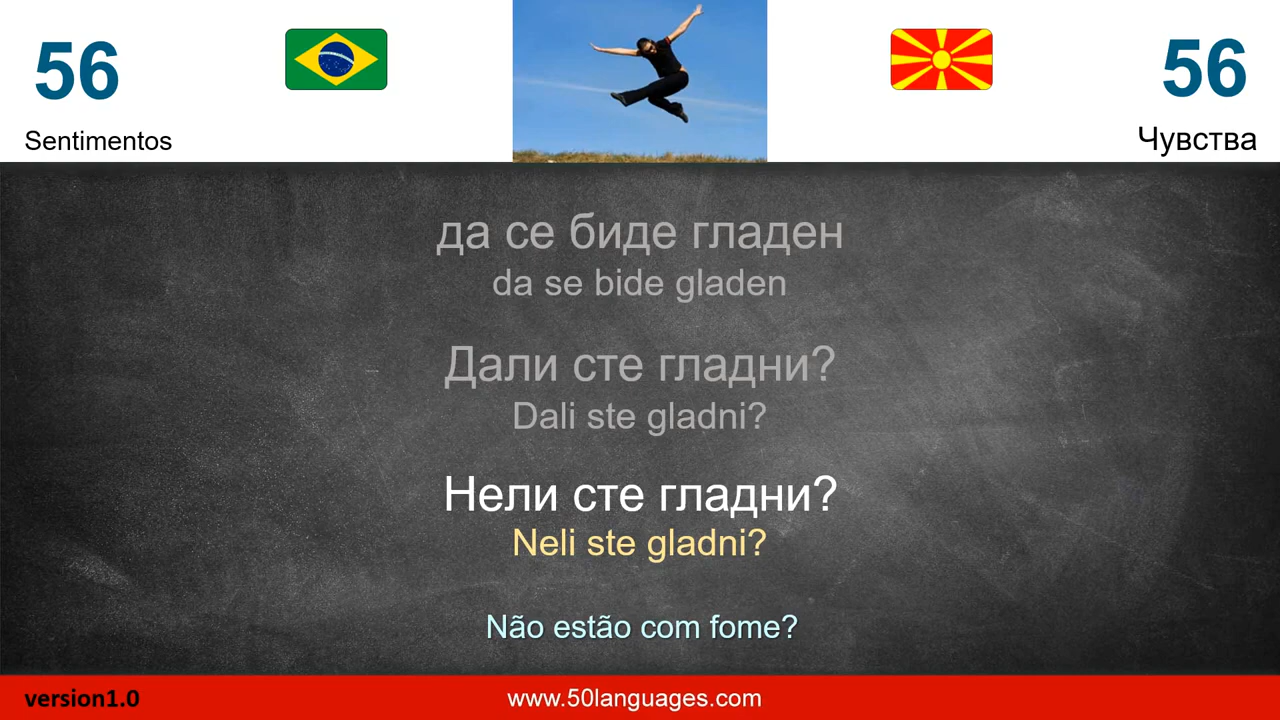 56
56
Sentimentos
Чувства
да се биде гладен
da se bide gladen
Дали сте гладни?
Dali ste gladni?
Нели сте гладни?
Neli ste gladni?
Não estão com fome?
version1.0
www.50languages.com